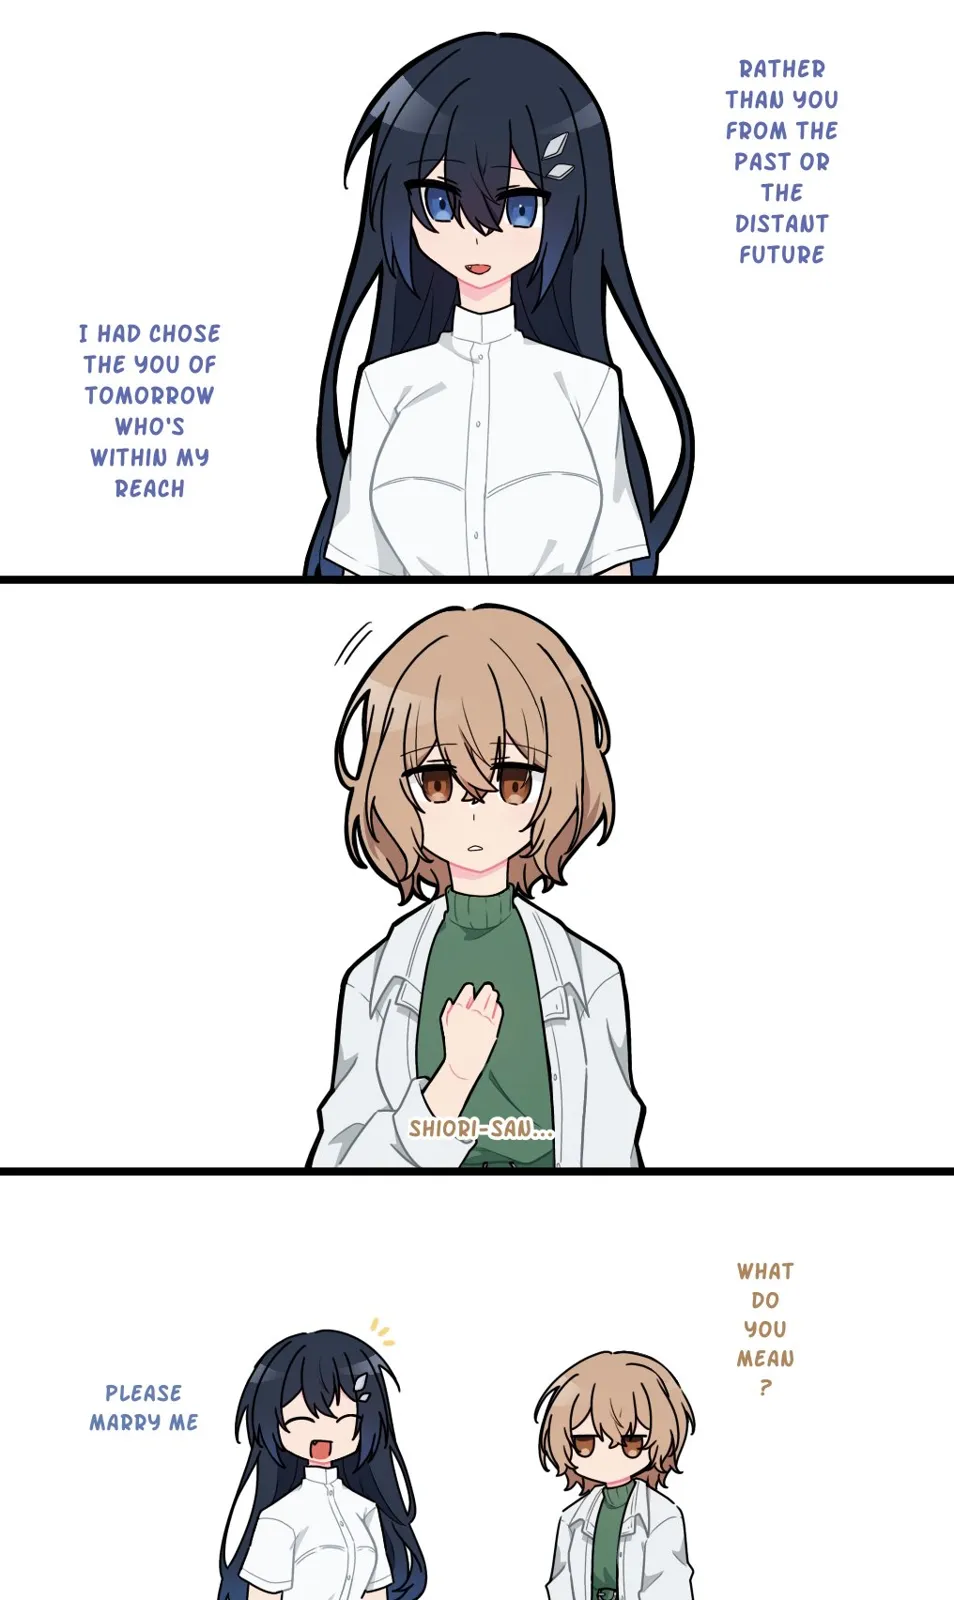 RATHER
THAN YOU
FROM THE
PAST OR
THE
DISTANT
FUTURE
I HAD CHOSE
THE YOU OF
TOMORROW
WHO'S
WITHIN MY
REACH
SHIORI-SAN...
WHAT
DO
YOU
MEAN
?
PLEASE
MARRY ME